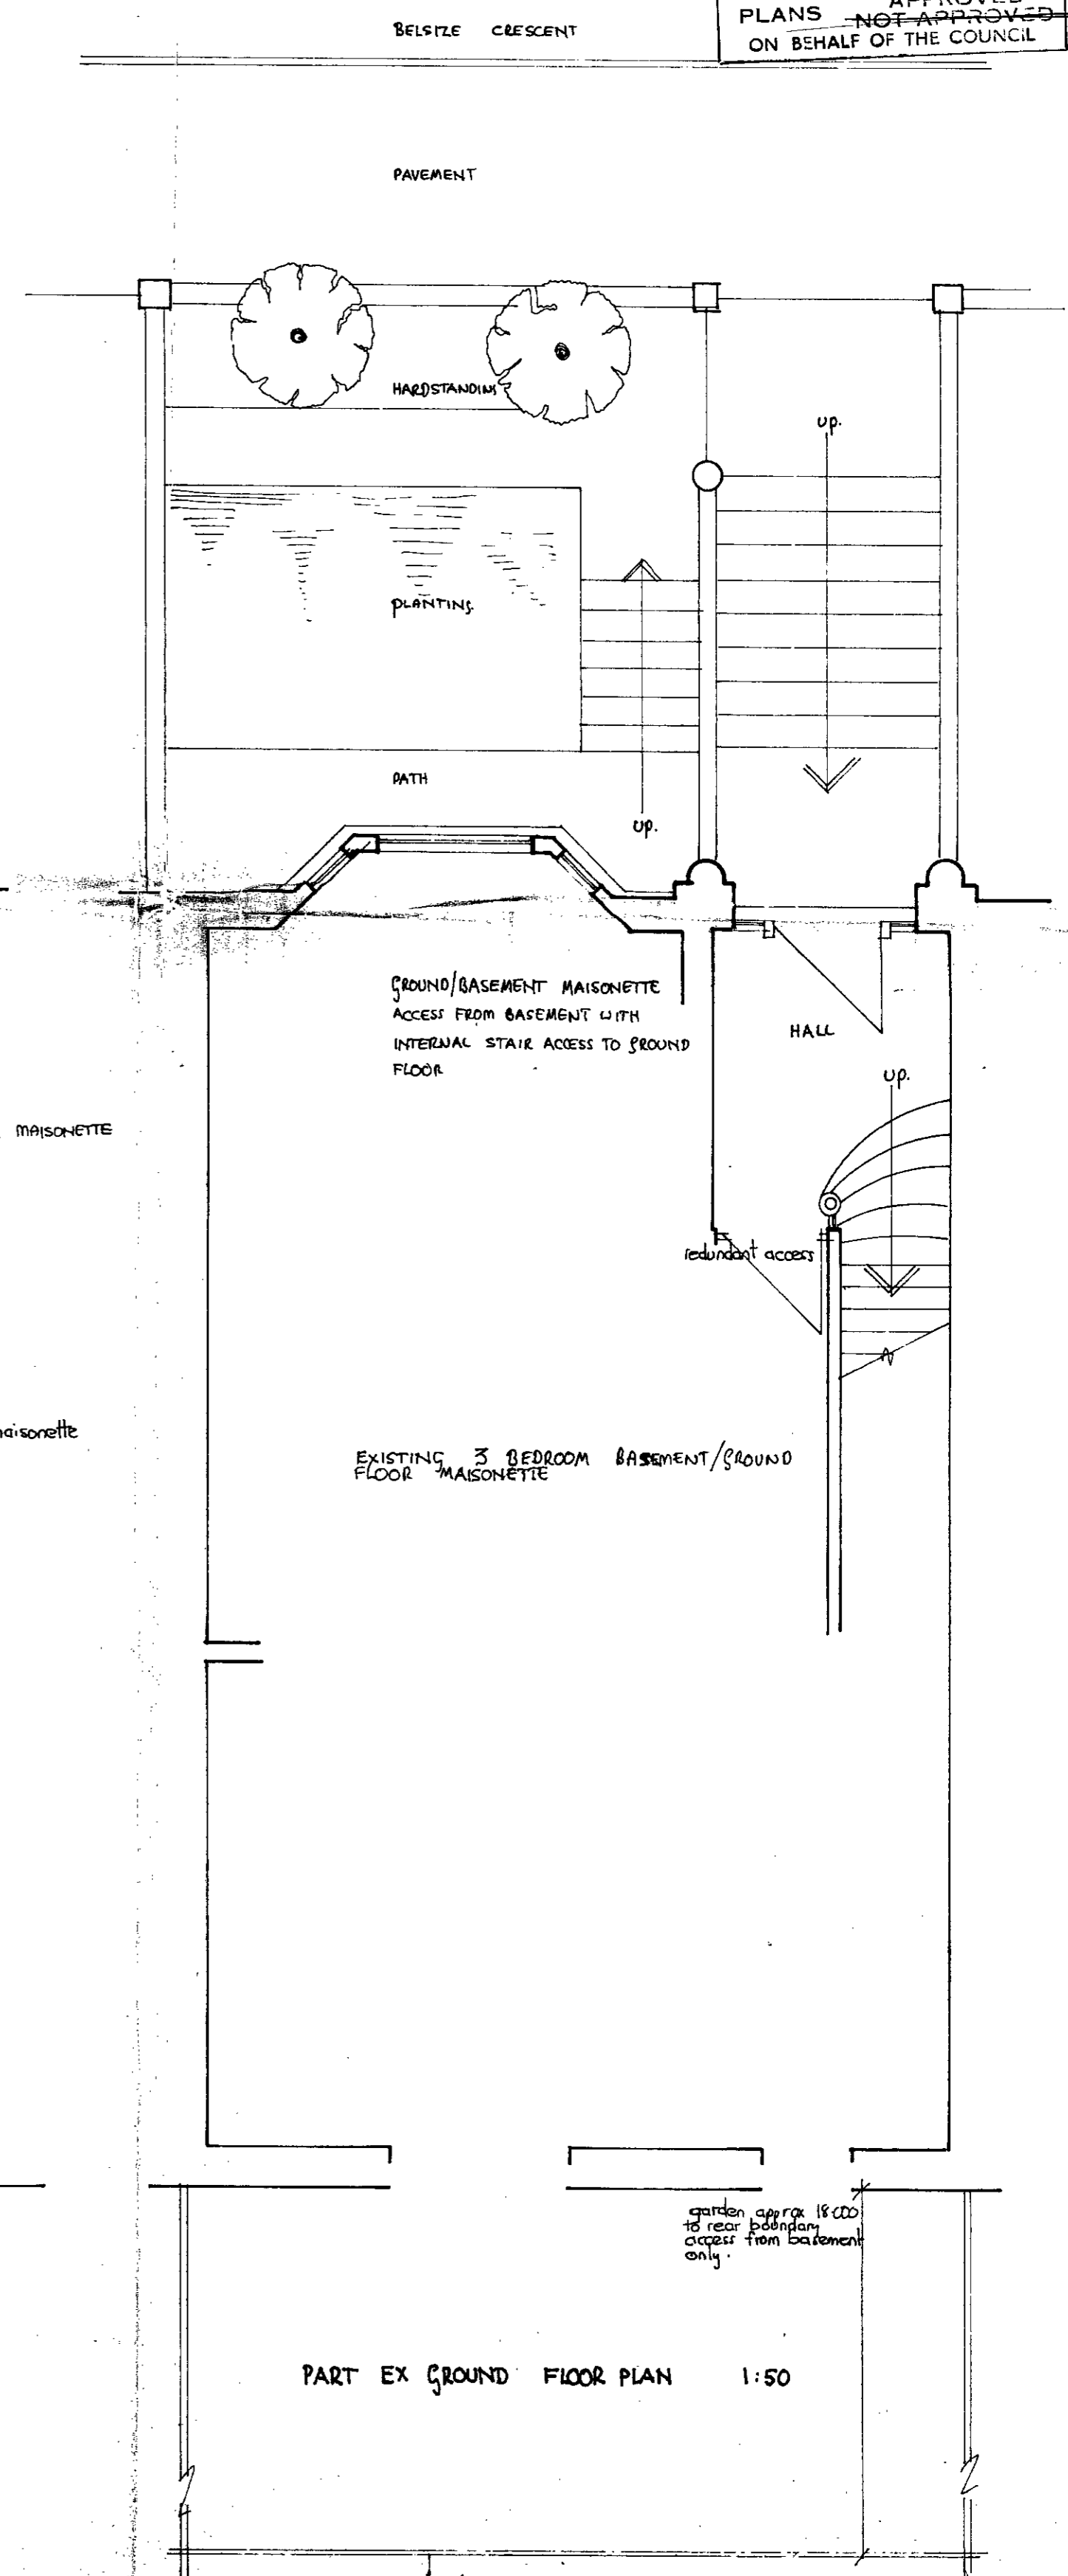 BELSIZE CRESCENT
APPROVED
PLANS NOT APPROVED
ON BEHALF OF THE COUNCIL
PAVEMENT
HARDSTANDING
up.
PLANTING.
PATH
up.
GROUND/BASEMENT MAISONETTE
ACCESS FROM BASEMENT WITH
INTERNAL STAIR ACCESS TO GROUND
FLOOR
HALL
up.
MAISONETTE
redundant access
maisonette
EXISTING 3 BEDROOM BASEMENT/GROUND
FLOOR MAISONETTE
garden approx 18.000
to rear boundary
access from basement
only.
PART EX GROUND FLOOR PLAN 1:50